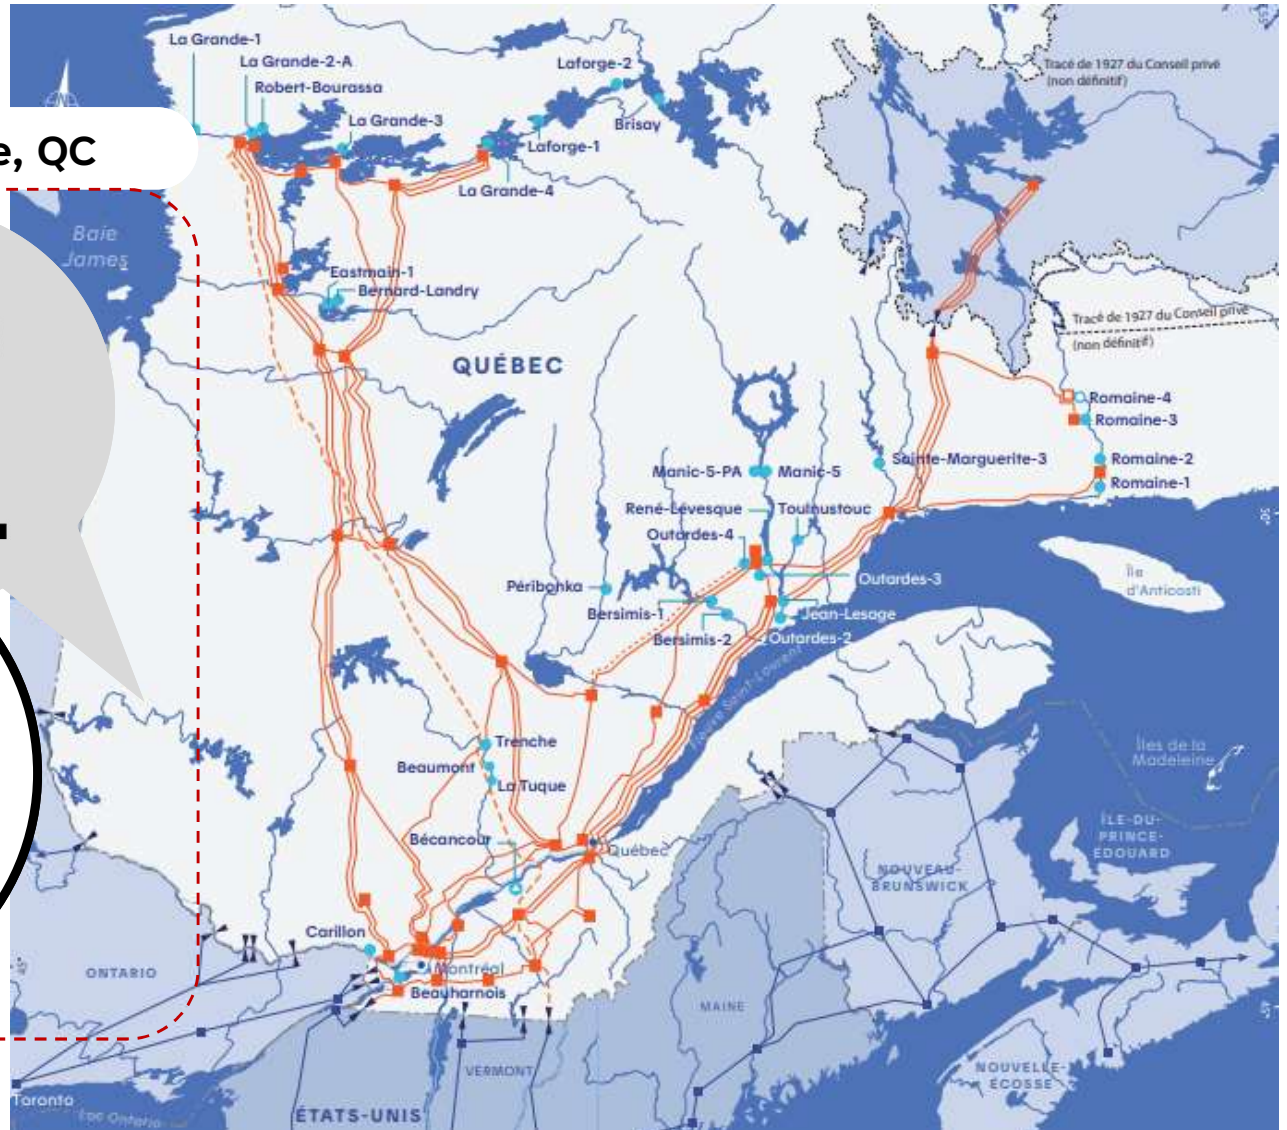 La Grande-1
La Grande-2-A
Robert-Bourassa
La Grande-3
Laforge-2
Brisay
Laforge-1
La Grande-4
Tracé de 1927 du Conseil privé
(non définitif)
N
e, QC
Baie
James
Eastmain-1
Bernard-Landry
QUÉBEC
Tracé de 1927 du Conseil privé
(non définitif)
Romaine-4
Romaine-3
Romaine-2
Romaine-1
Sainte-Marguerite-3
Manic-5-PA
Manic-5
René-Lévesque
Toulnustouc
Outardes-4
Outardes-3
Péribonka
Bersimis-1
Jean-Lesage
Bersimis-2
Outardes-2
Île
d'Anticosti
Fleuve Saint-Laurent
Trenche
Beaumont
La Tuque
Bécancour
Québec
Îles de la
Madeleine
ÎLE-DU-
PRINCE-
ÉDOUARD
NOUVEAU-
BRUNSWICK
Carillon
Montréal
Beauharnois
ONTARIO
45°
MAINE
VERMONT
NOUVELLE-
ÉCOSSE
Toronto
Lac Ontario
ÉTATS-UNIS